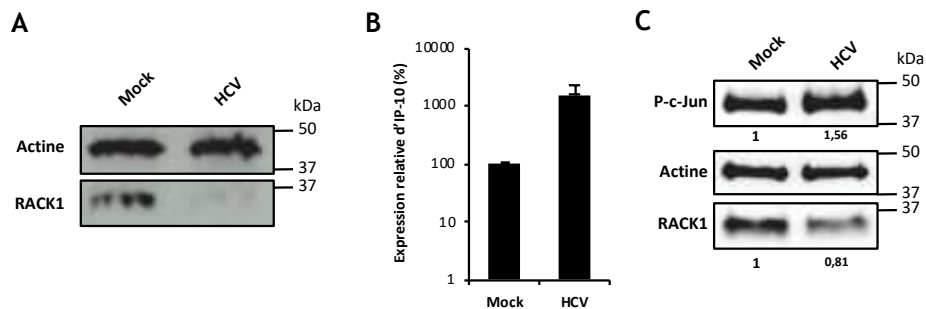 A
Mock HCV
kDa
Actine
50
37
RACK1
37
B
Expression relative d'IP-10 (%)
10000
1000
100
10
1
Mock HCV
C
Mock HCV
kDa
P-c-Jun
50
37
1 1,56
Actine
50
37
RACK1
37
1 0,81